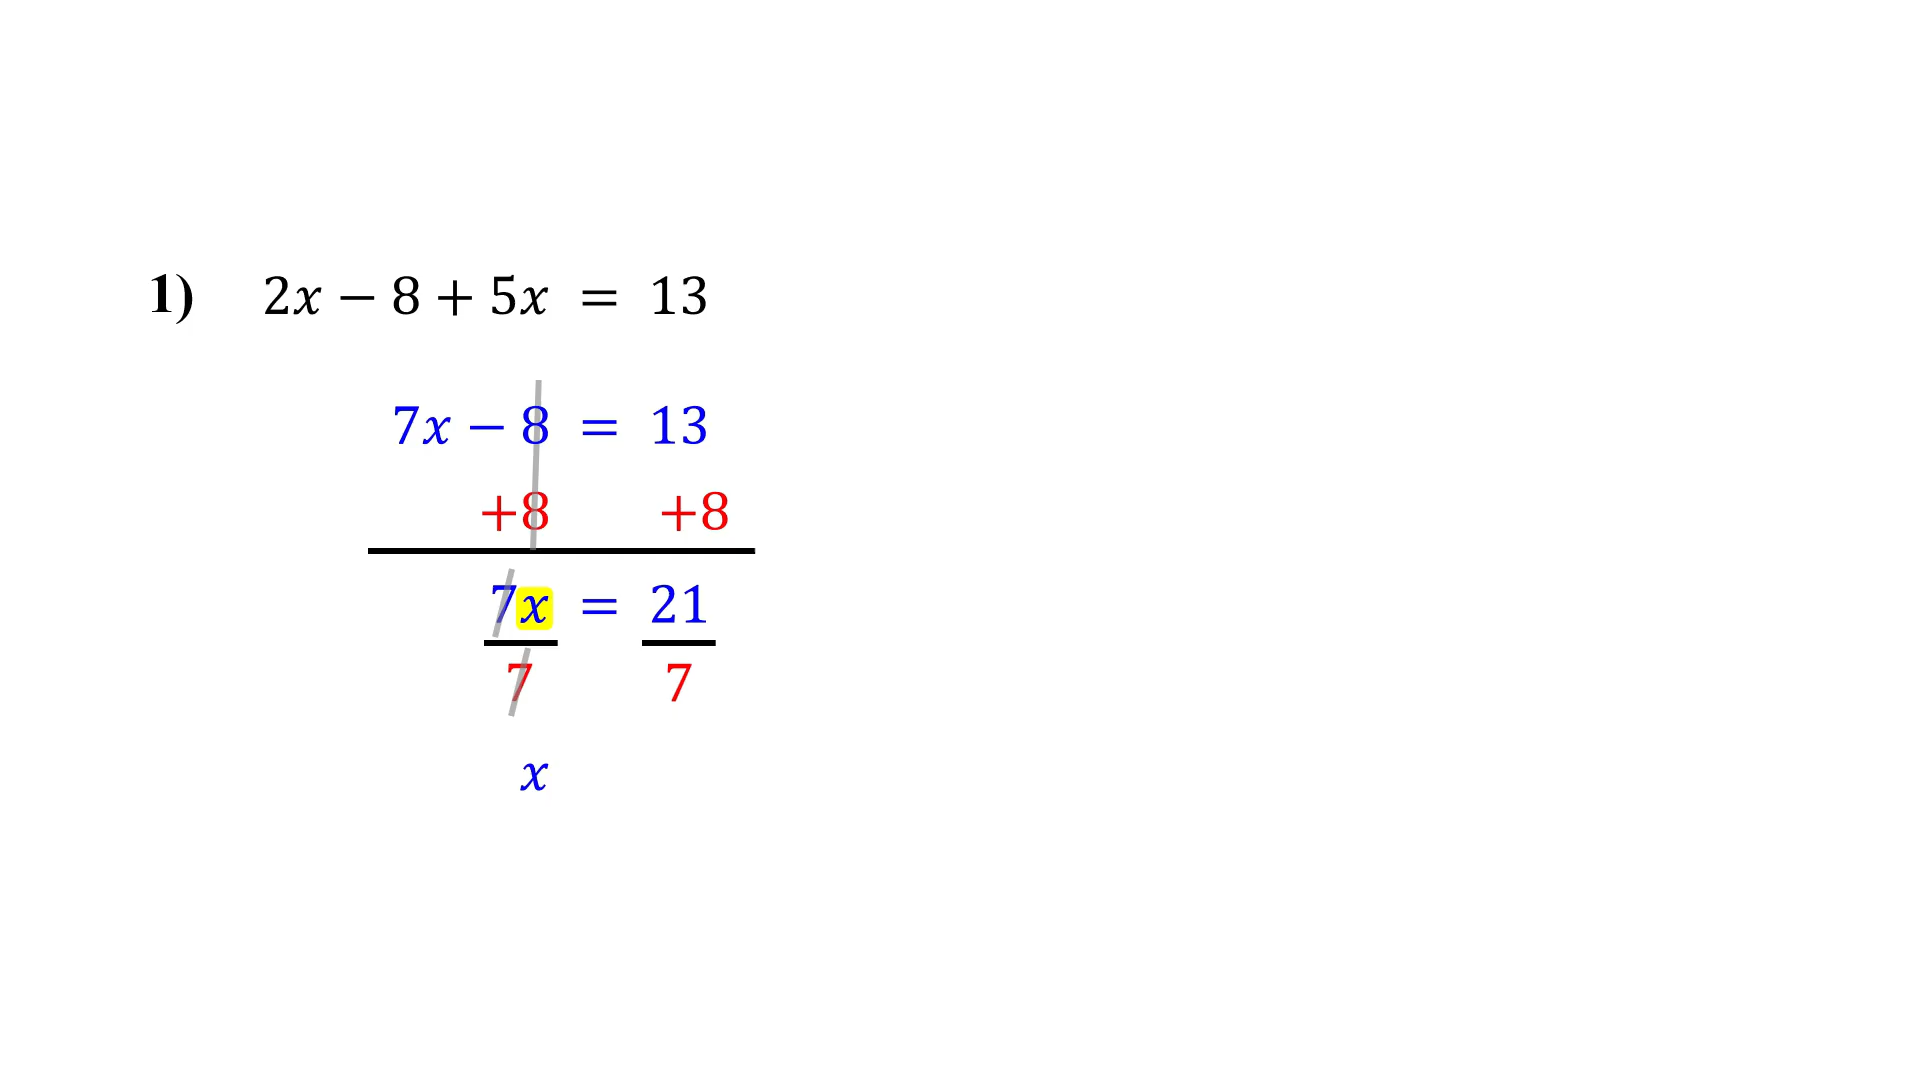 1) 2x − 8 + 5x = 13
7x − 8 = 13
+8 +8
7x = 21
7 7
x